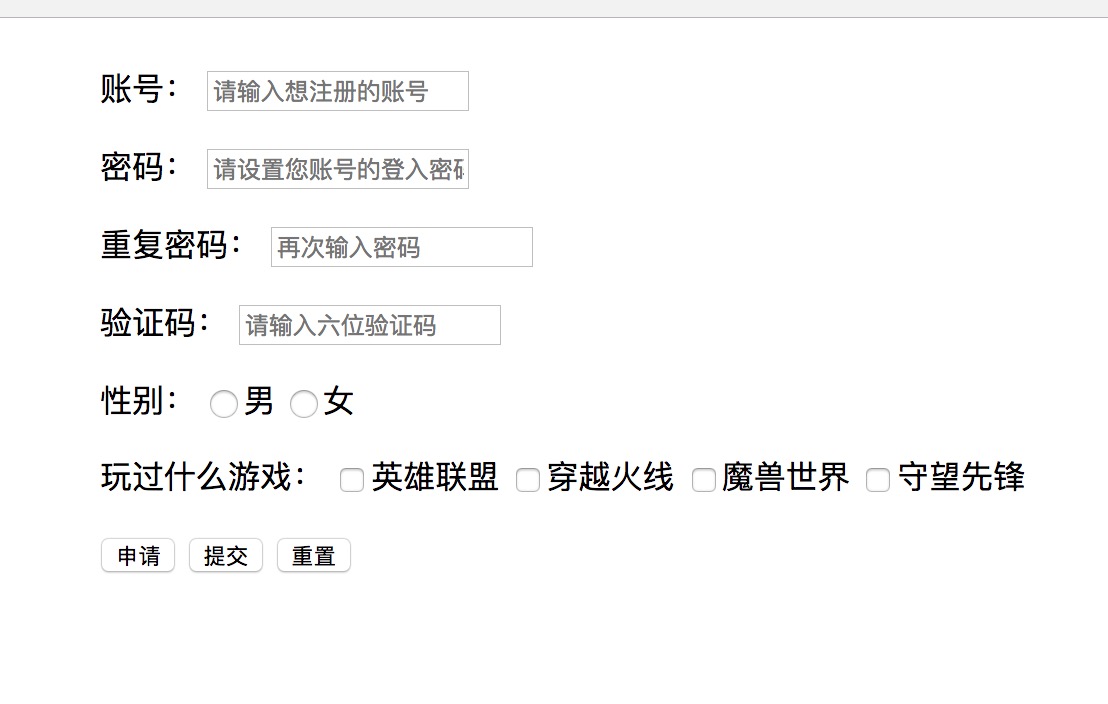 账号： 请输入想注册的账号
密码： 请设置您账号的登入密码
重复密码： 再次输入密码
验证码： 请输入六位验证码
性别： 男 女
玩过什么游戏： 英雄联盟 穿越火线 魔兽世界 守望先锋
申请 提交 重置